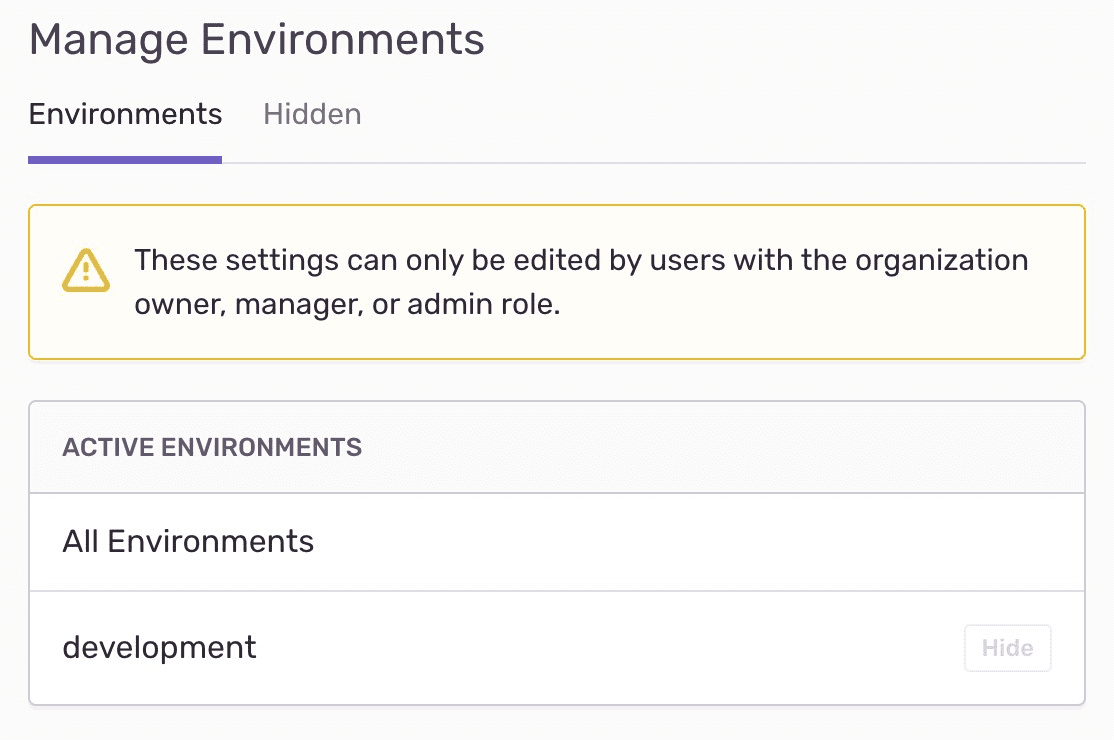 Manage Environments
Environments Hidden
These settings can only be edited by users with the organization
owner, manager, or admin role.
ACTIVE ENVIRONMENTS
All Environments
development Hide